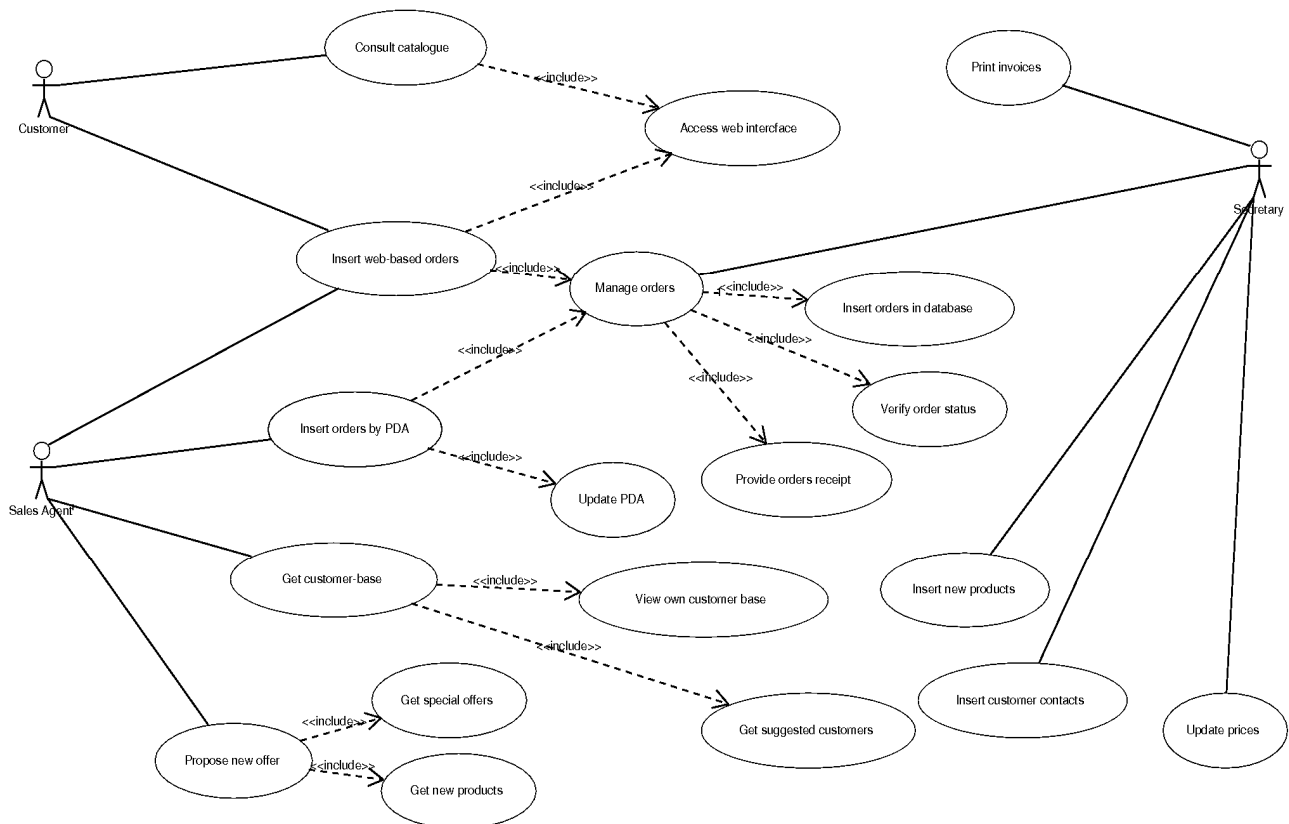 Consult catalogue
Print invoices
<<include>>
Customer
Access web intercface
<<include>>
Secretary
Insert web-based orders
<<include>>
Manage orders
<<include>>
Insert orders in database
<<include>>
<<include>>
<<include>>
Verify order status
Insert orders by PDA
<<include>>
Provide orders receipt
Update PDA
Sales Agent
Get customer-base
<<include>>
View own customer base
Insert new products
<<include>>
Get special offers
Insert customer contacts
<<include>>
Get suggested customers
Update prices
Propose new offer
<<include>>
Get new products